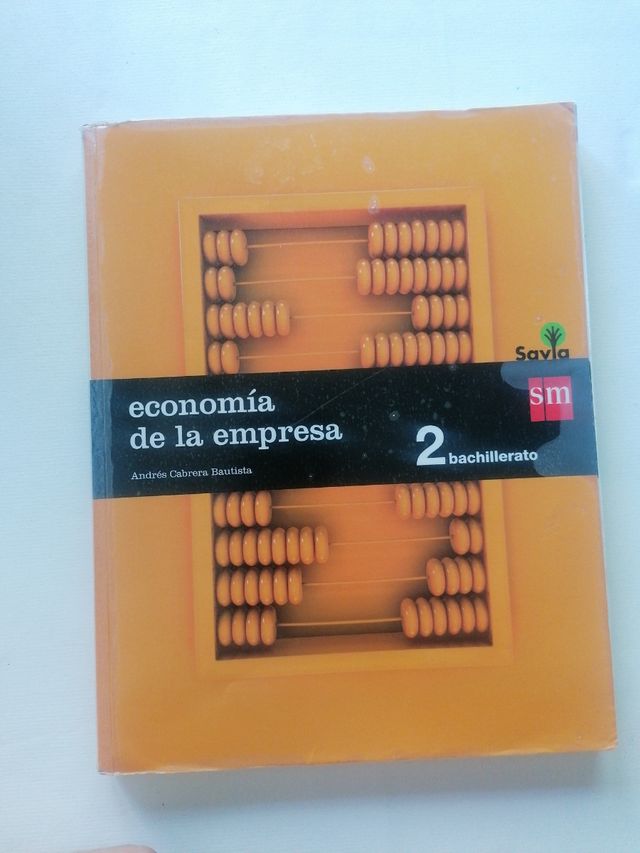 Savia
sm
economía
de la empresa
2 bachillerato
Andrés Cabrera Bautista